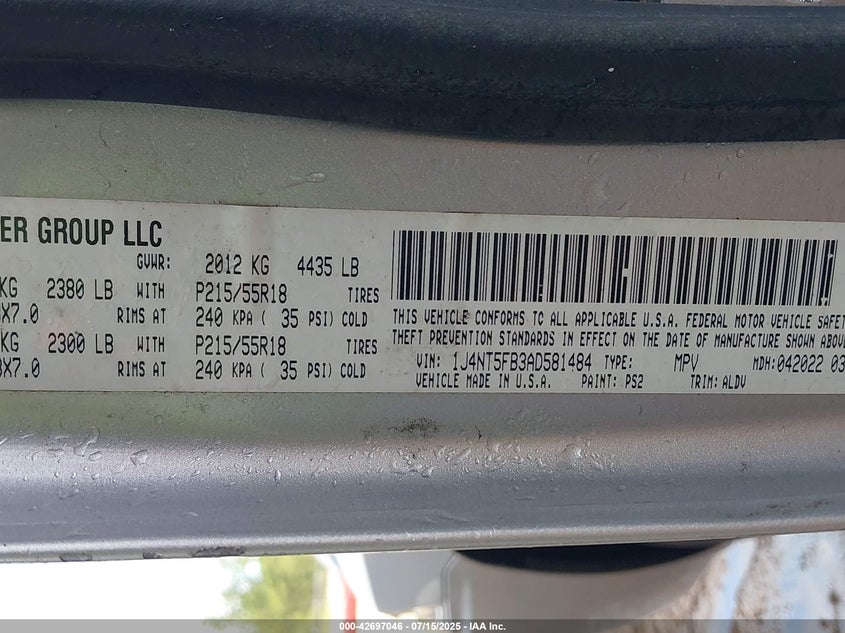 ER GROUP LLC
GVWR: 2012 KG 4435 LB
KG 2380 LB WITH P215/55R18 TIRES
X7.0 RIMS AT 240 KPA ( 35 PSI) COLD
KG 2300 LB WITH P215/55R18 TIRES
X7.0 RIMS AT 240 KPA ( 35 PSI) COLD
THIS VEHICLE CONFORMS TO ALL APPLICABLE U.S.A. FEDERAL MOTOR VEHICLE SAFET
THEFT PREVENTION STANDARDS IN EFFECT ON THE DATE OF MANUFACTURE SHOWN ABOVE
VIN: 1J4NT5FB3AD581484 TYPE: MPV MDH:042022 03
VEHICLE MADE IN U.S.A. PAINT: PS2 TRIM: ALDV
000-42697046 - 07/15/2025 - IAA Inc.